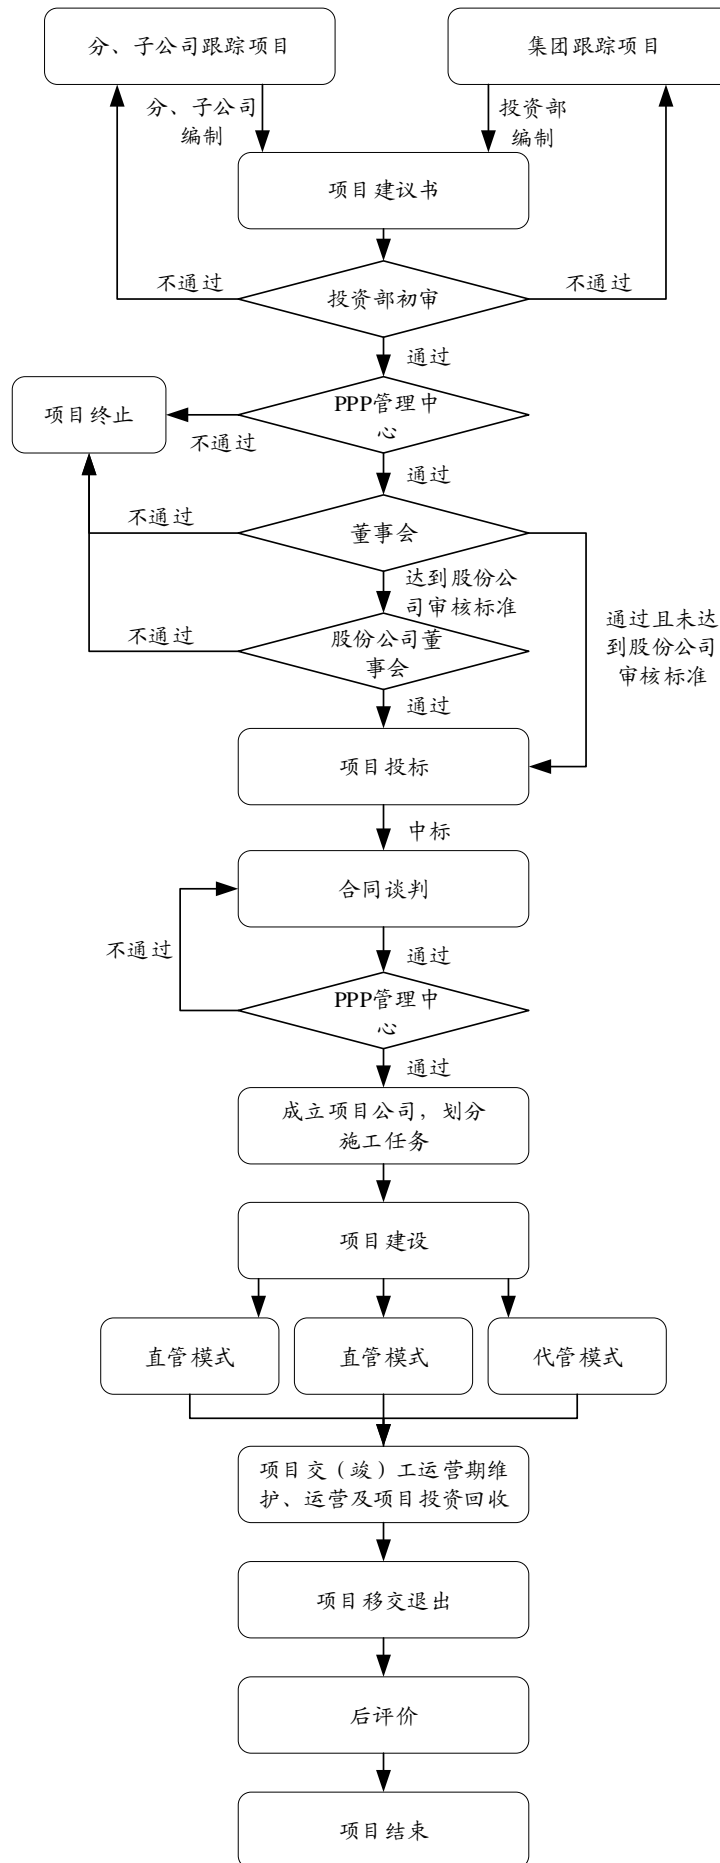 分、子公司跟踪项目
集团跟踪项目
分、子公司
编制
投资部
编制
项目建议书
不通过
投资部初审
不通过
通过
项目终止
PPP管理中
心
不通过
通过
不通过
董事会
达到股份公
司审核标准
通过且未达
到股份公司
审核标准
不通过
股份公司董
事会
通过
项目投标
中标
合同谈判
不通过
通过
PPP管理中
心
通过
成立项目公司，划分
施工任务
项目建设
直管模式
直管模式
代管模式
项目交（竣）工运营期维
护、运营及项目投资回收
项目移交退出
后评价
项目结束